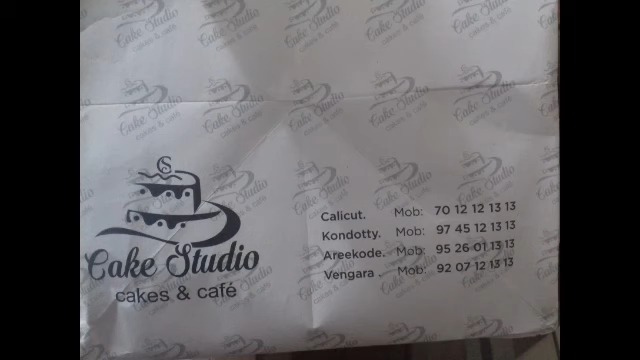 CS
Cake Studio
cakes & café
Calicut. Mob: 70 12 12 13 13
Kondotty. Mob: 97 45 12 13 13
Areekode. Mob: 95 26 01 13 13
Vengara . Mob: 92 07 12 13 13